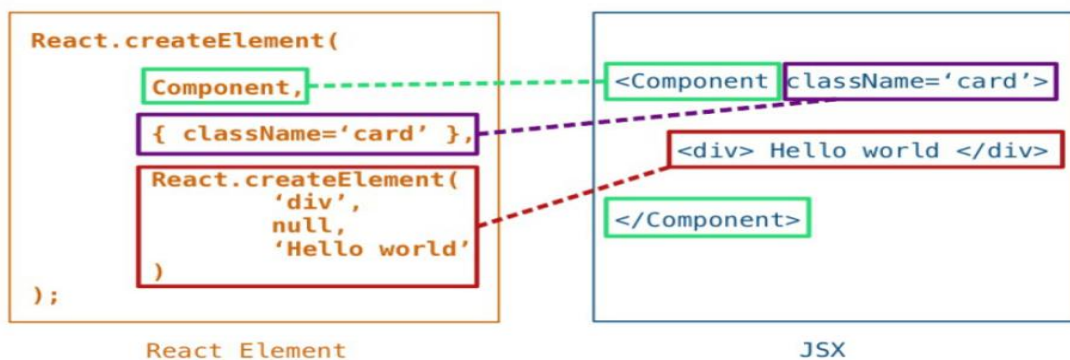 React.createElement(
Component,
{ className=‘card’ },
React.createElement(
‘div’,
null,
‘Hello world’
)
);
React Element
<Component className=‘card’>
<div> Hello world </div>
</Component>
JSX